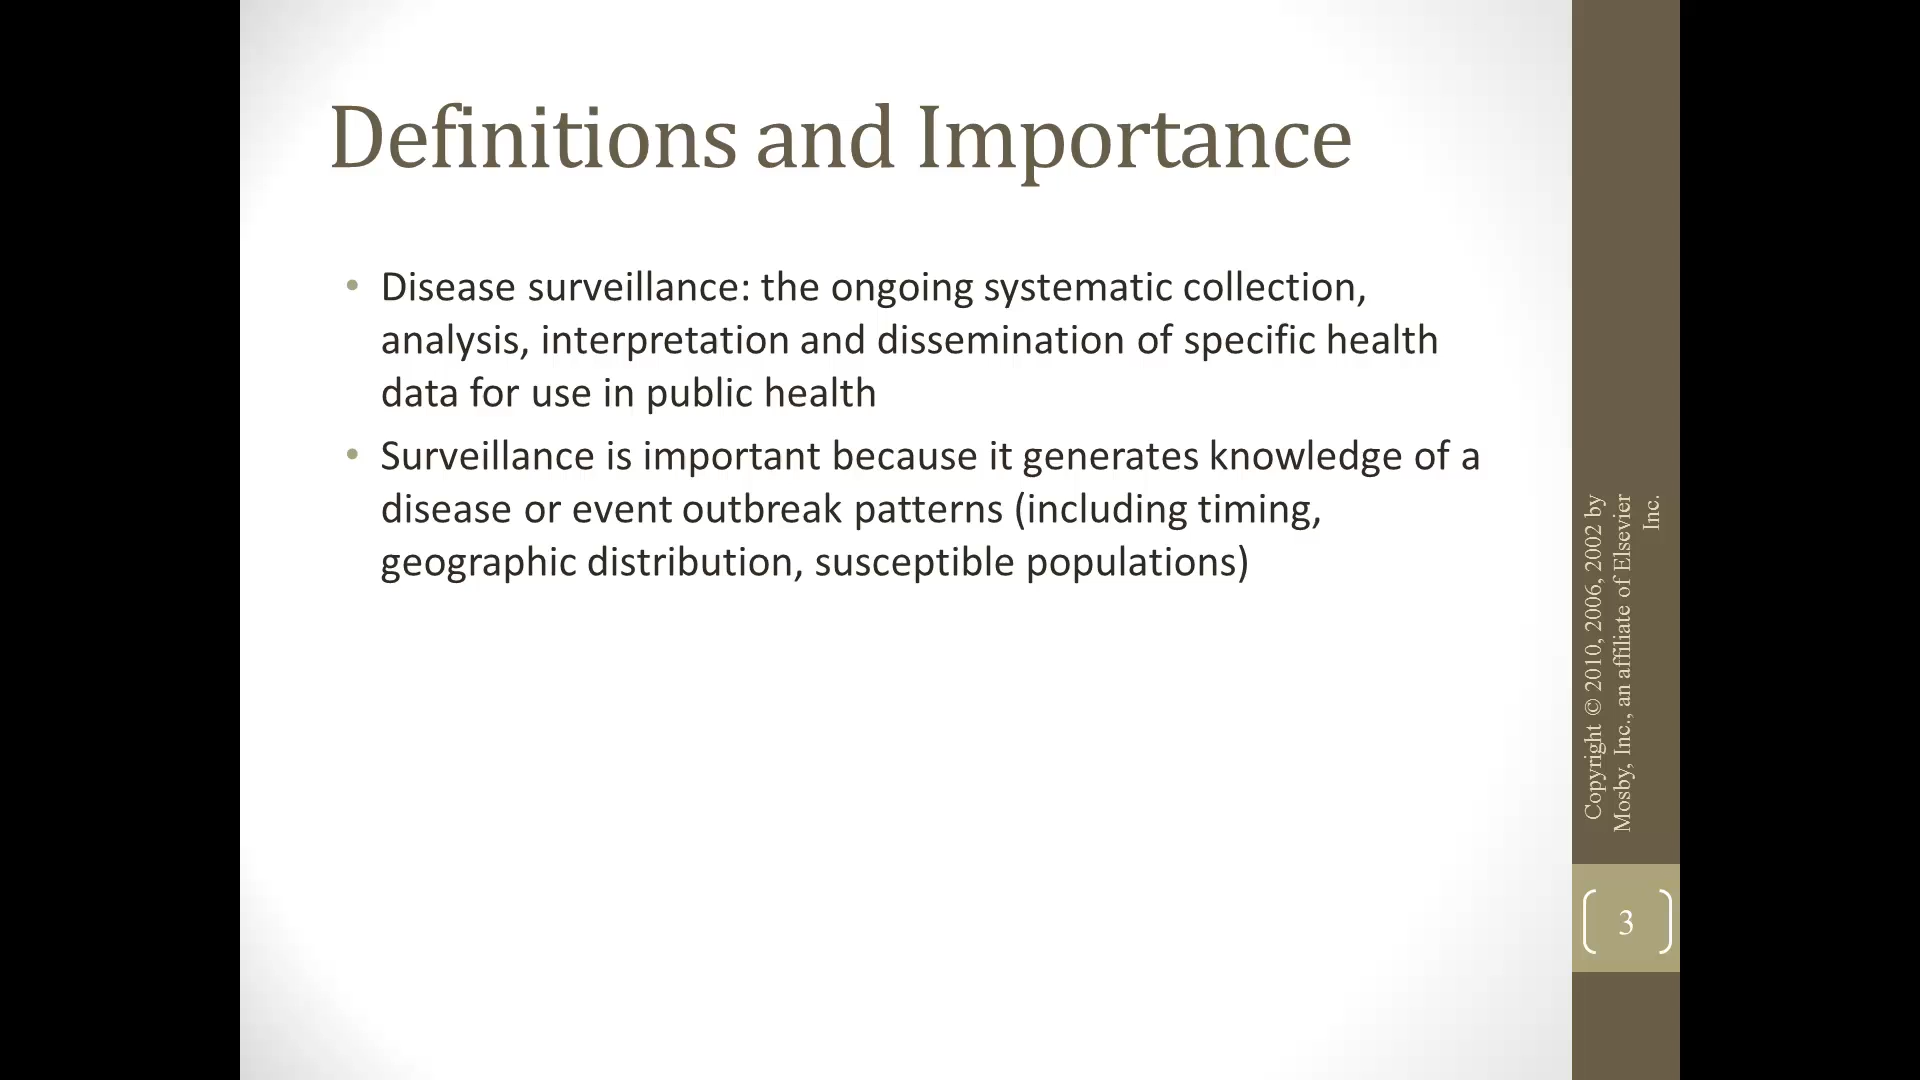 Definitions and Importance
• Disease surveillance: the ongoing systematic collection,
analysis, interpretation and dissemination of specific health
data for use in public health
• Surveillance is important because it generates knowledge of a
disease or event outbreak patterns (including timing,
geographic distribution, susceptible populations)
Copyright © 2010, 2006, 2002 by
Mosby, Inc., an affiliate of Elsevier
Inc.
3